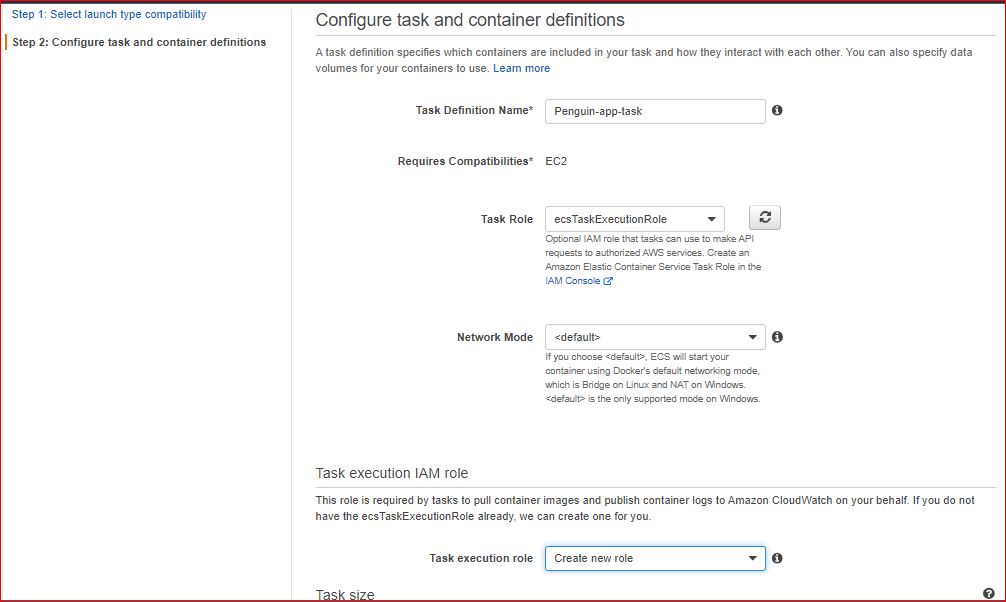 Step 1: Select launch type compatibility
Step 2: Configure task and container definitions
Configure task and container definitions
A task definition specifies which containers are included in your task and how they interact with each other. You can also specify data
volumes for your containers to use. Learn more
Task Definition Name* Penguin-app-task
Requires Compatibilities* EC2
Task Role ecsTaskExecutionRole
Optional IAM role that tasks can use to make API
requests to authorized AWS services. Create an
Amazon Elastic Container Service Task Role in the
IAM Console
Network Mode <default>
If you choose <default>, ECS will start your
container using Docker's default networking mode,
which is Bridge on Linux and NAT on Windows.
<default> is the only supported mode on Windows.
Task execution IAM role
This role is required by tasks to pull container images and publish container logs to Amazon CloudWatch on your behalf. If you do not
have the ecsTaskExecutionRole already, we can create one for you.
Task execution role Create new role
Task size